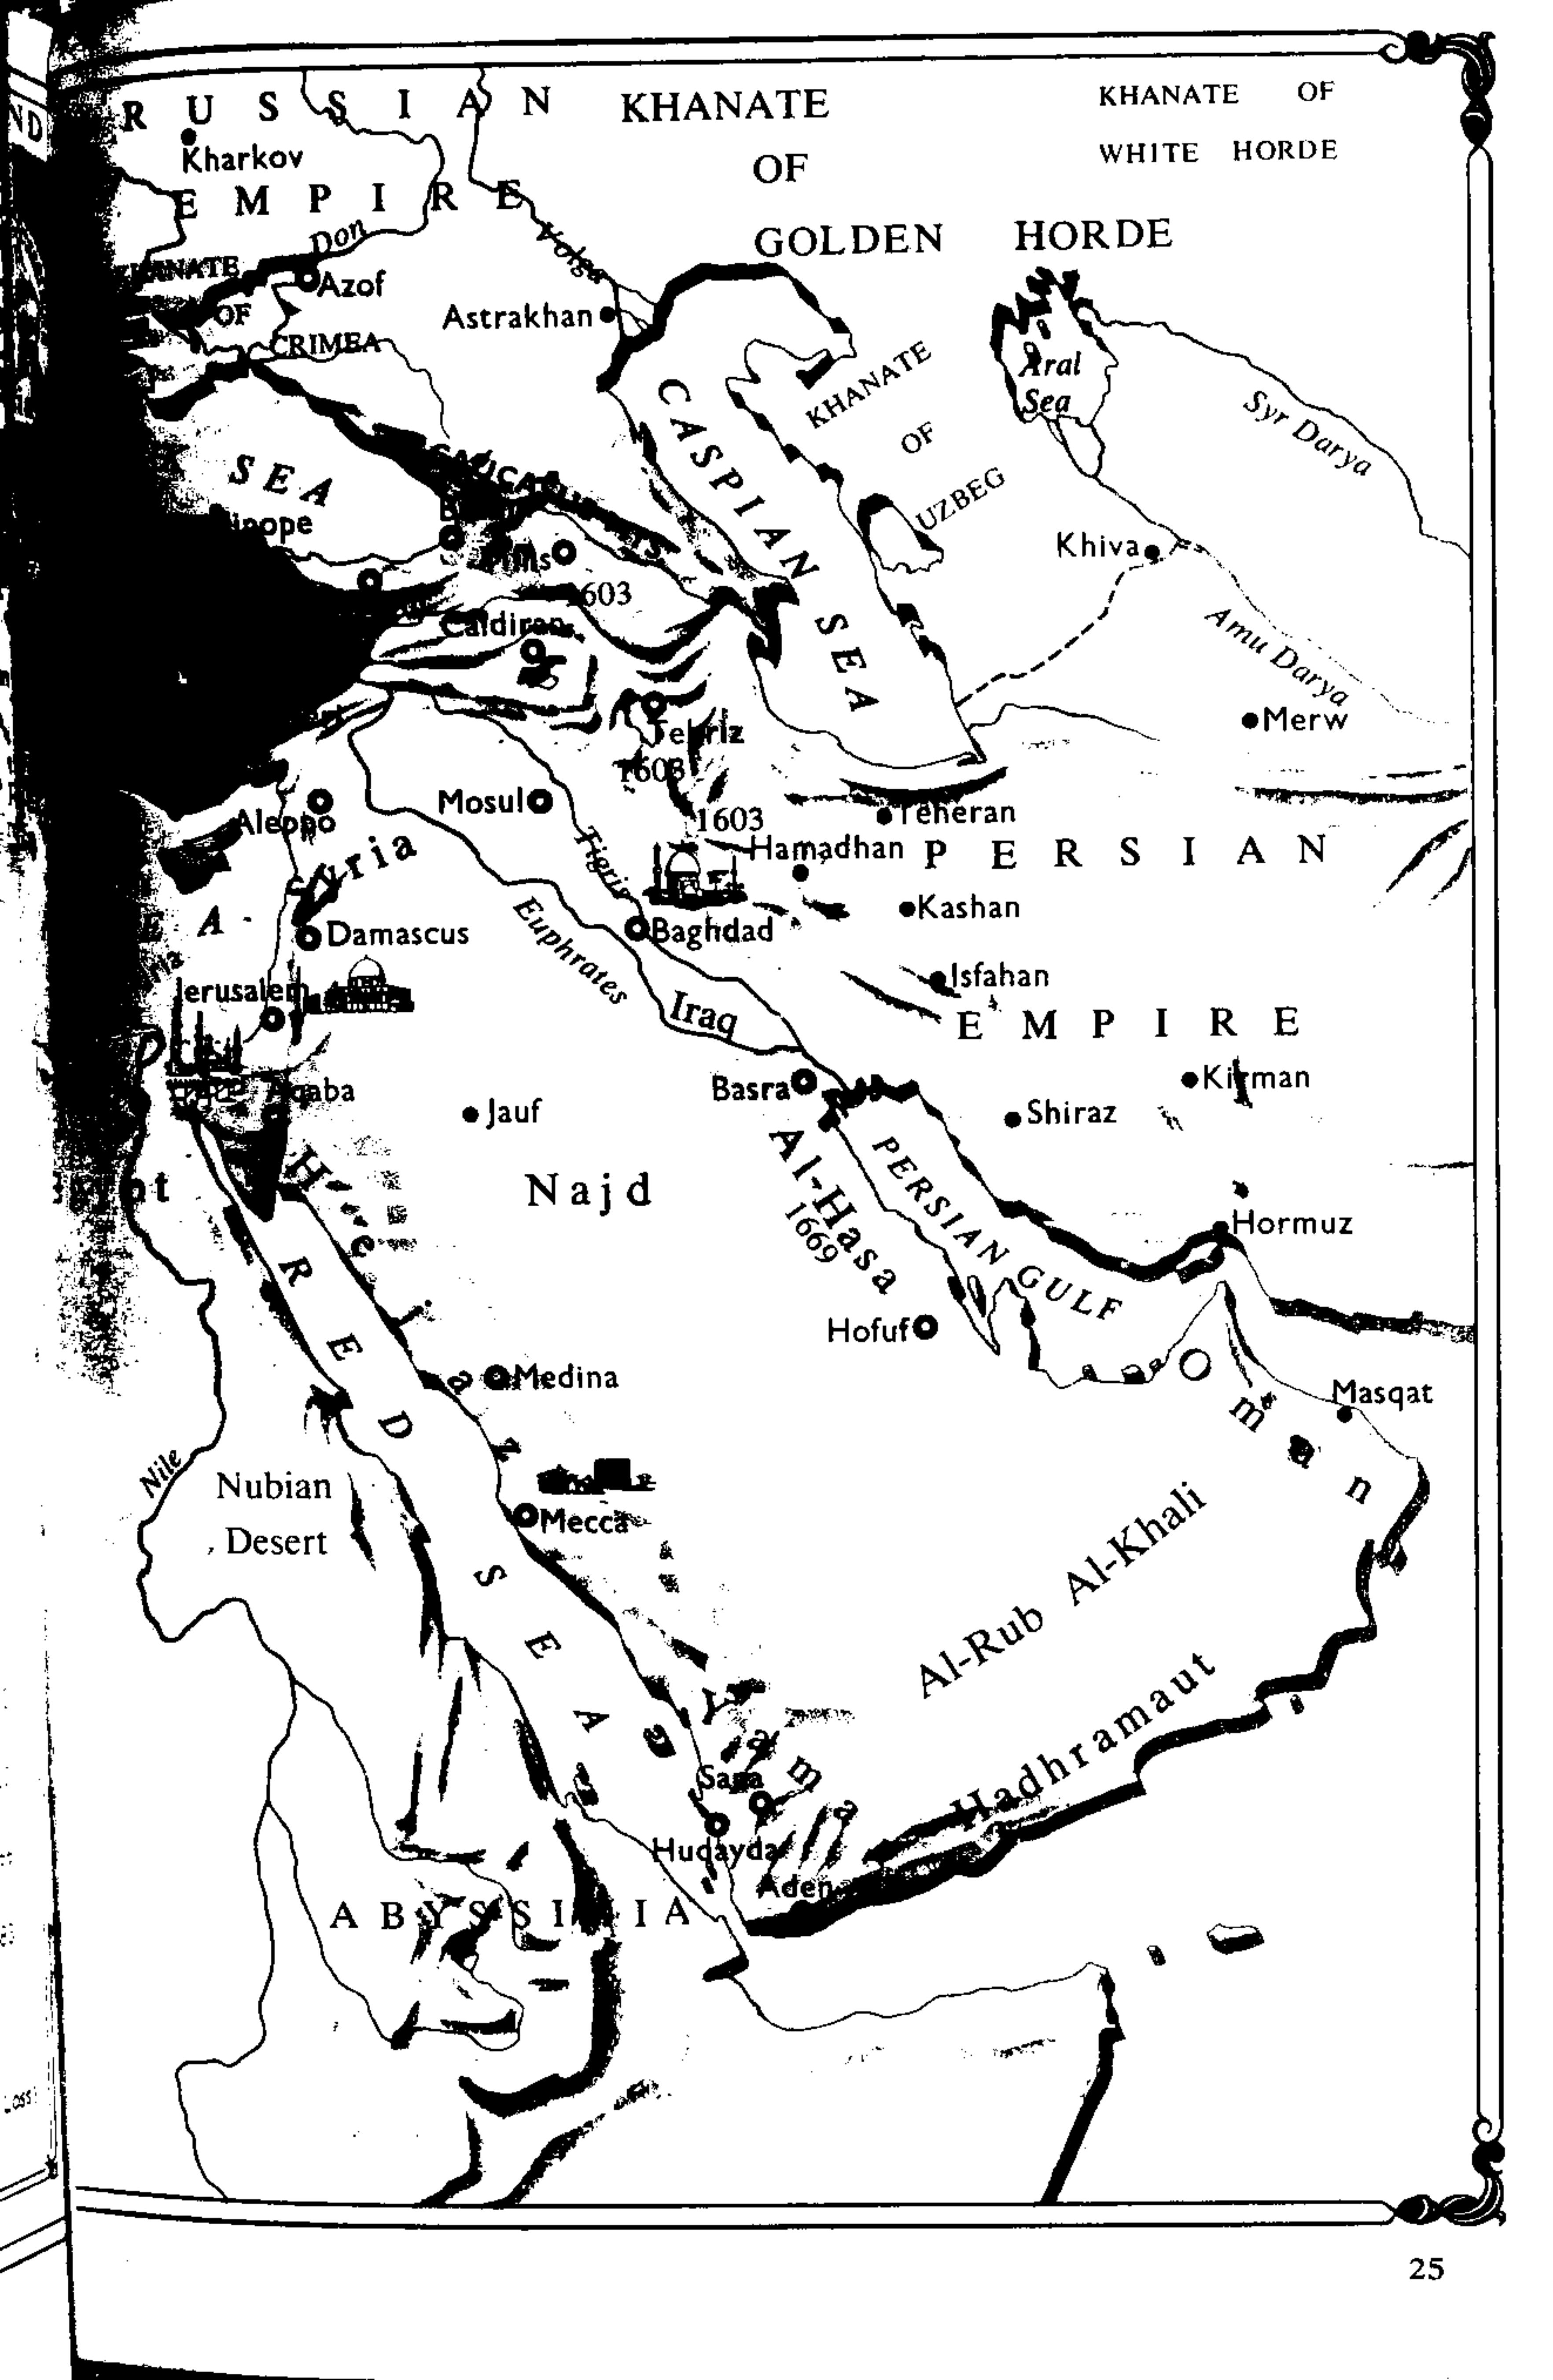 ND
RUSSIAN
EMPIRE
KHANATE
OF
GOLDEN HORDE
KHANATE OF
WHITE HORDE
Kharkov
Don
Volga
OF
CRIMEA
Azof
Astrakhan
Aral
Sea
Syr Darya
KHANATE
OF
UZBEG
CASPIAN SEA
SEA
Khiva
Amu Darya
1603
Caldiran
Merw
Tebriz
1603
1603
Teheran
Mosul
Aleppo
Tigris
Hamadhan
PERSIAN
EMPIRE
Syria
Kashan
Euphrates
Baghdad
Damascus
Isfahan
Jerusalem
Iraq
Kirman
Basra
Aqaba
Jauf
Shiraz
Najd
Al-Hasa
1669
PERSIAN GULF
Hormuz
Hofuf
RED SEA
Medina
Oman
Masqat
Nile
Nubian
Desert
Mecca
Al-Rub Al-Khali
Hadhramaut
Sana
Hudayda
Aden
ABYSSINIA
25